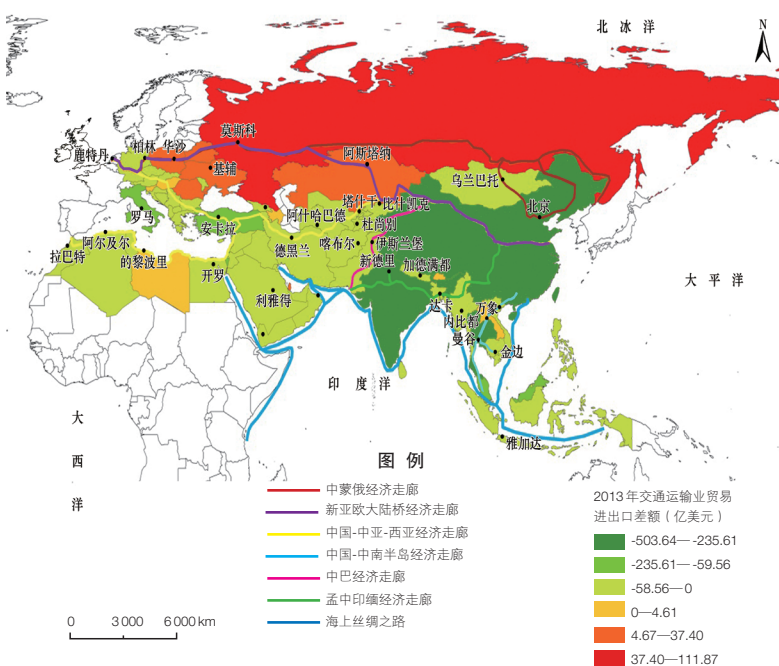 北冰洋
N
莫斯科
鹿特丹
柏林
华沙
阿斯塔纳
基辅
乌兰巴托
塔什干
比什凯克
北京
罗马
阿什哈巴德
杜尚别
安卡拉
阿尔及尔
德黑兰
喀布尔
伊斯兰堡
拉巴特
的黎波里
开罗
新德里
加德满都
太平洋
利雅得
达卡
万象
内比都
曼谷
金边
印度洋
大西洋
雅加达
图例
中蒙俄经济走廊
新亚欧大陆桥经济走廊
中国-中亚-西亚经济走廊
中国-中南半岛经济走廊
中巴经济走廊
孟中印缅经济走廊
海上丝绸之路
2013年交通运输业贸易
进出口差额（亿美元）
-503.64— -235.61
-235.61— -59.56
-58.56—0
0—4.61
4.67—37.40
37.40—111.87
0 3 000 6 000 km